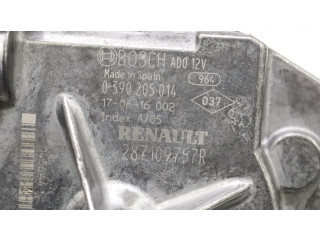 BOSCH ADO 12V
Made in Spain
964
0 390 205 014
17-06-16 002
037
Index A/05
RENAULT
287109757R